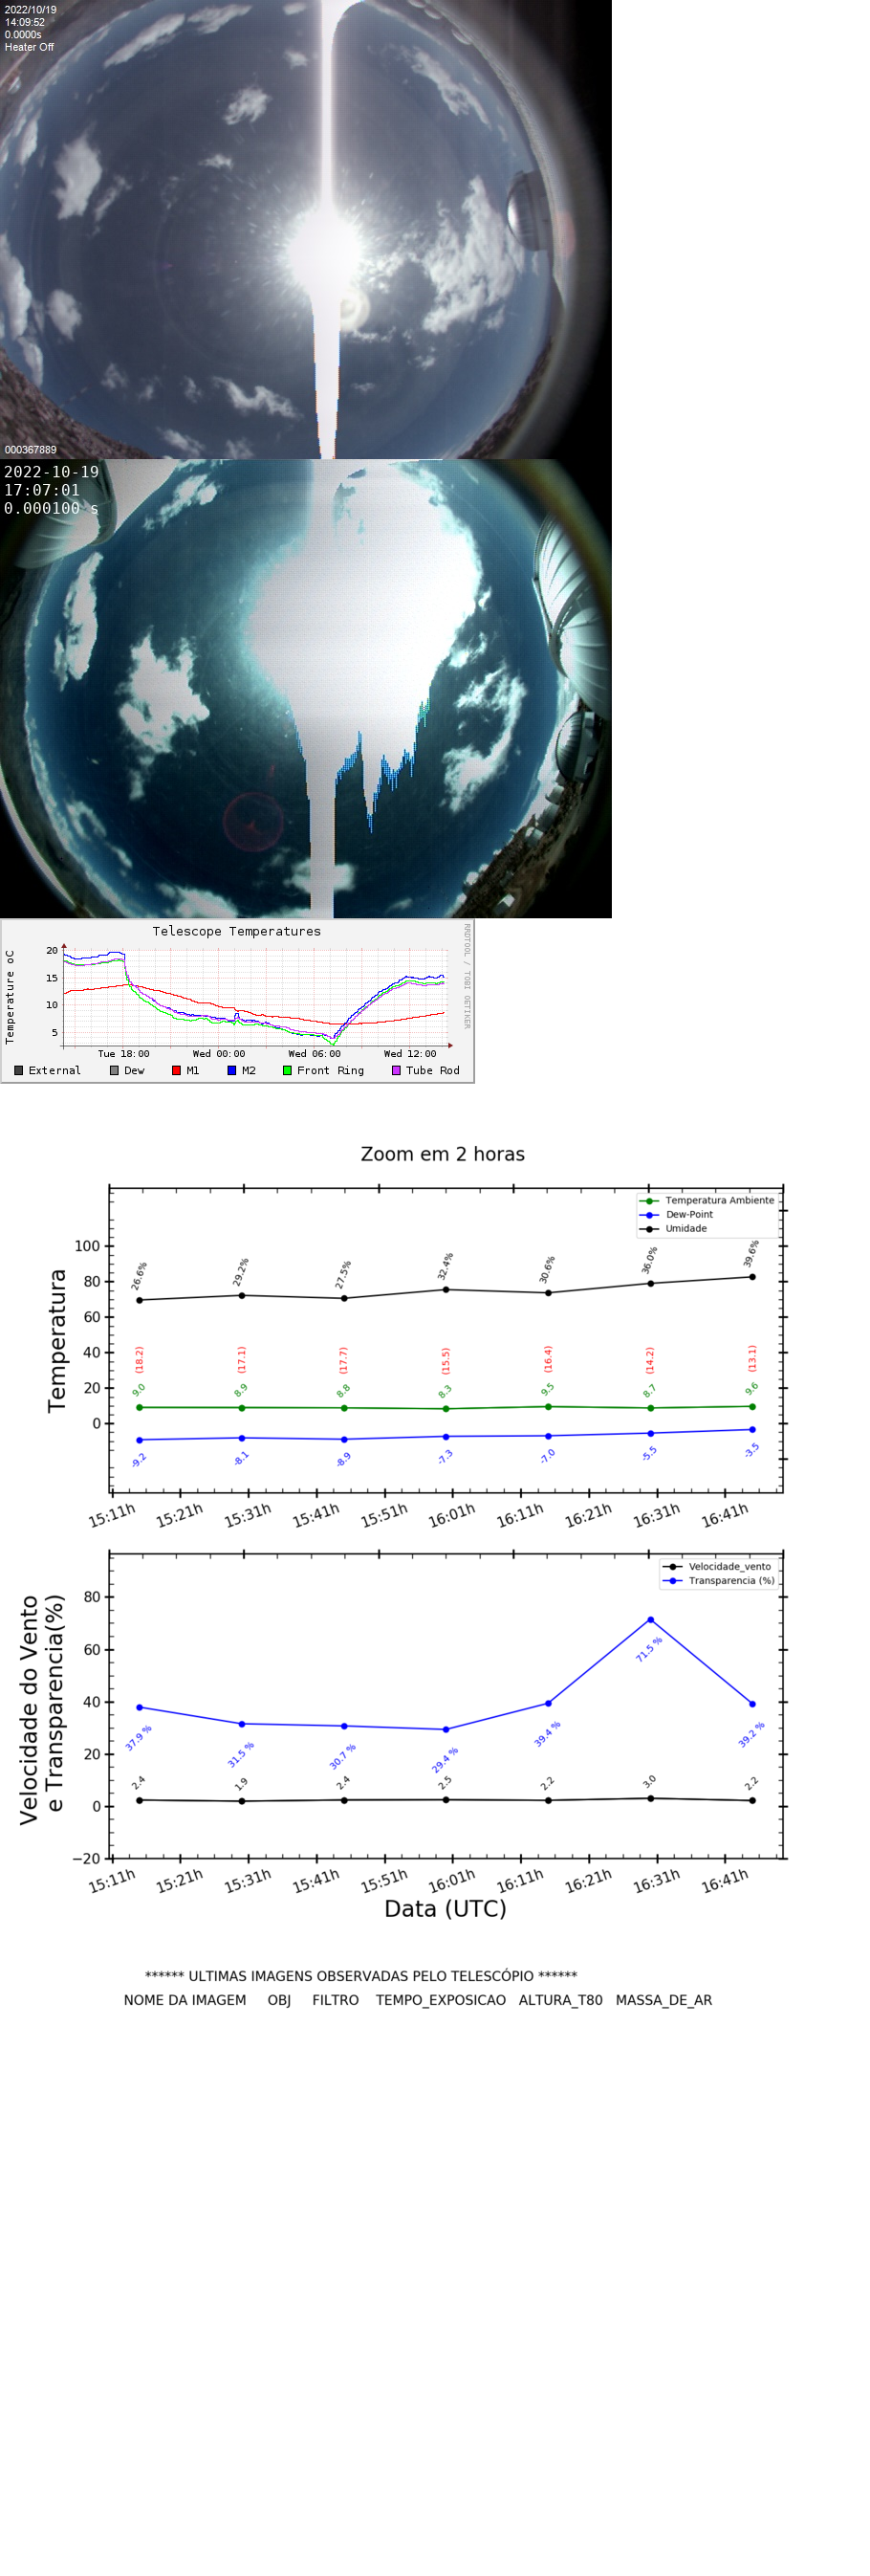 2022/10/19
14:09:52
0.0000s
Heater Off
000367889
2022-10-19
17:07:01
0.000100 s
Telescope Temperatures
RRDTOOL / TOBI OETIKER
Temperature oC
20
15
10
5
Tue 18:00 Wed 00:00 Wed 06:00 Wed 12:00
External Dew M1 M2 Front Ring Tube Rod
Zoom em 2 horas
Temperatura Ambiente
Dew-Point
Umidade
Temperatura
100
80
60
40
20
0
26.6% 29.2% 27.5% 32.4% 30.6% 36.0% 39.6%
(18.2) (17.1) (17.7) (15.5) (16.4) (14.2) (13.1)
9.0 8.9 8.8 8.3 9.5 8.7 9.6
-9.2 -8.1 -8.9 -7.3 -7.0 -5.5 -3.5
15:11h 15:21h 15:31h 15:41h 15:51h 16:01h 16:11h 16:21h 16:31h 16:41h
Velocidade_vento
Transparencia (%)
Velocidade do Vento
e Transparencia(%)
80
60
40
20
0
−20
37.9 % 31.5 % 30.7 % 29.4 % 39.4 % 71.5 % 39.2 %
2.4 1.9 2.4 2.5 2.2 3.0 2.2
15:11h 15:21h 15:31h 15:41h 15:51h 16:01h 16:11h 16:21h 16:31h 16:41h
Data (UTC)
****** ULTIMAS IMAGENS OBSERVADAS PELO TELESCÓPIO ******
NOME DA IMAGEM OBJ FILTRO TEMPO_EXPOSICAO ALTURA_T80 MASSA_DE_AR